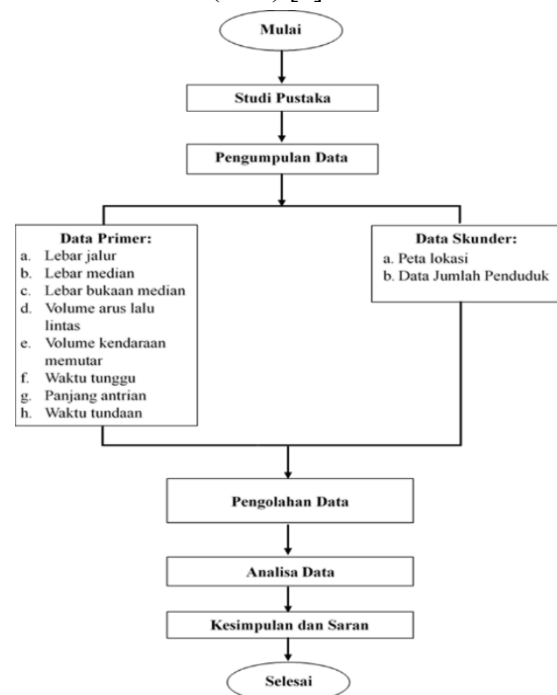 Mulai
Studi Pustaka
Pengumpulan Data
Data Primer:
a. Lebar jalur
b. Lebar median
c. Lebar bukaan median
d. Volume arus lalu
lintas
e. Volume kendaraan
memutar
f. Waktu tunggu
g. Panjang antrian
h. Waktu tundaan
Data Skunder:
a. Peta lokasi
b. Data Jumlah Penduduk
Pengolahan Data
Analisa Data
Kesimpulan dan Saran
Selesai